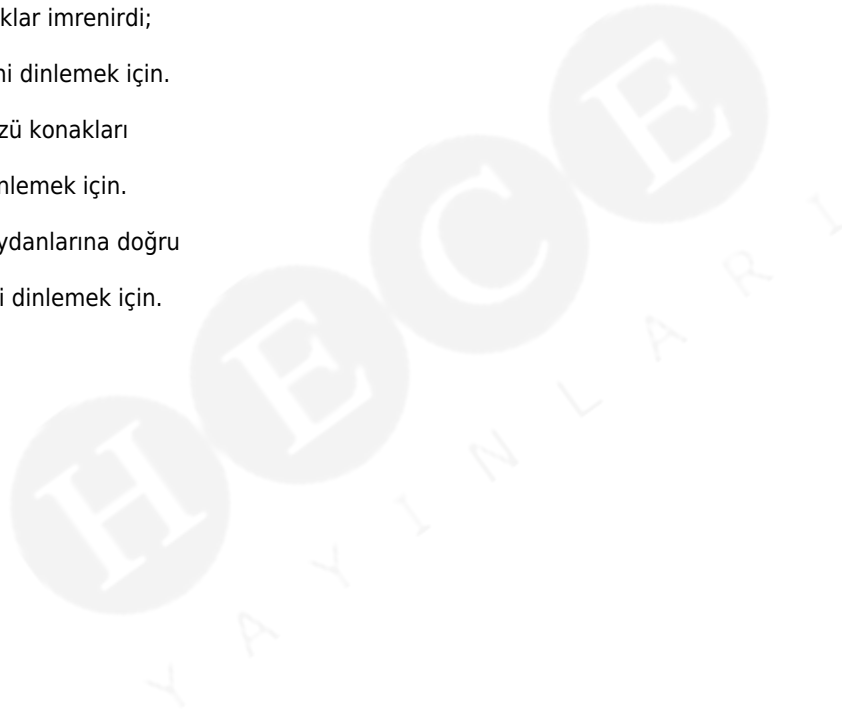 klar imrenirdi;
ni dinlemek için.
zü konakları
nlemek için.
ydanlarına doğru
i dinlemek için.
HECE
YAYINLARI